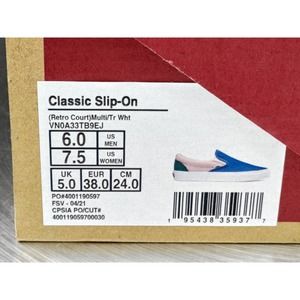 Classic Slip-On
(Retro Court)Multi/Tr Wht
VN0A33TB9EJ
6.0 US MEN
7.5 US WOMEN
UK EUR CM
5.0 38.0 24.0
PO#4001190597
FSV - 04/21
CPSIA PO/CUT#
400119059700030
1 95438 35937 7